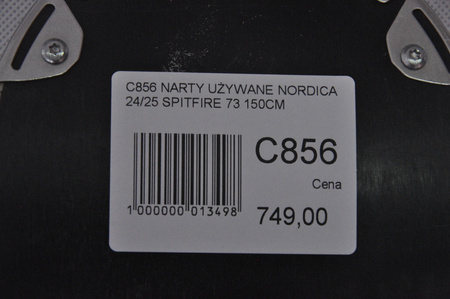 C856 NARTY UŻYWANE NORDICA
24/25 SPITFIRE 73 150CM
C856
Cena
1 000000 013498
749,00